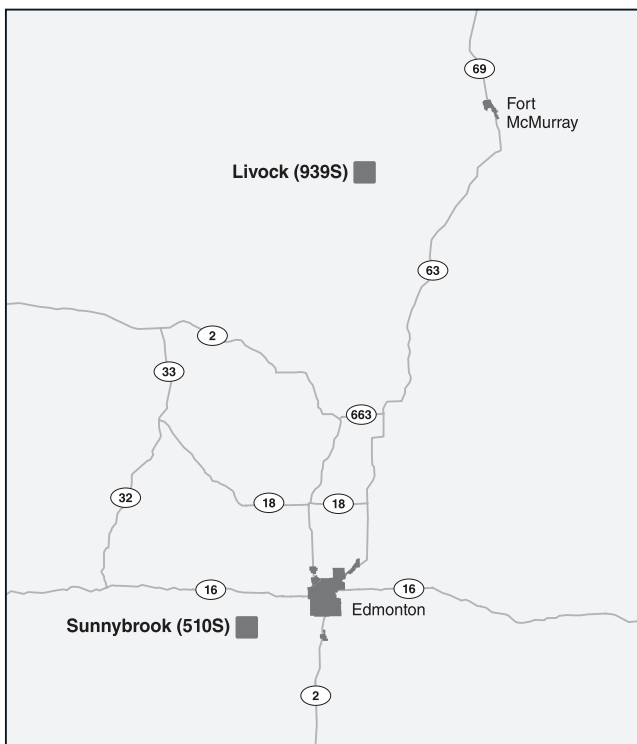 69
Fort
McMurray
Livock (939S)
63
2
33
663
32
18
18
16
16
Edmonton
Sunnybrook (510S)
2